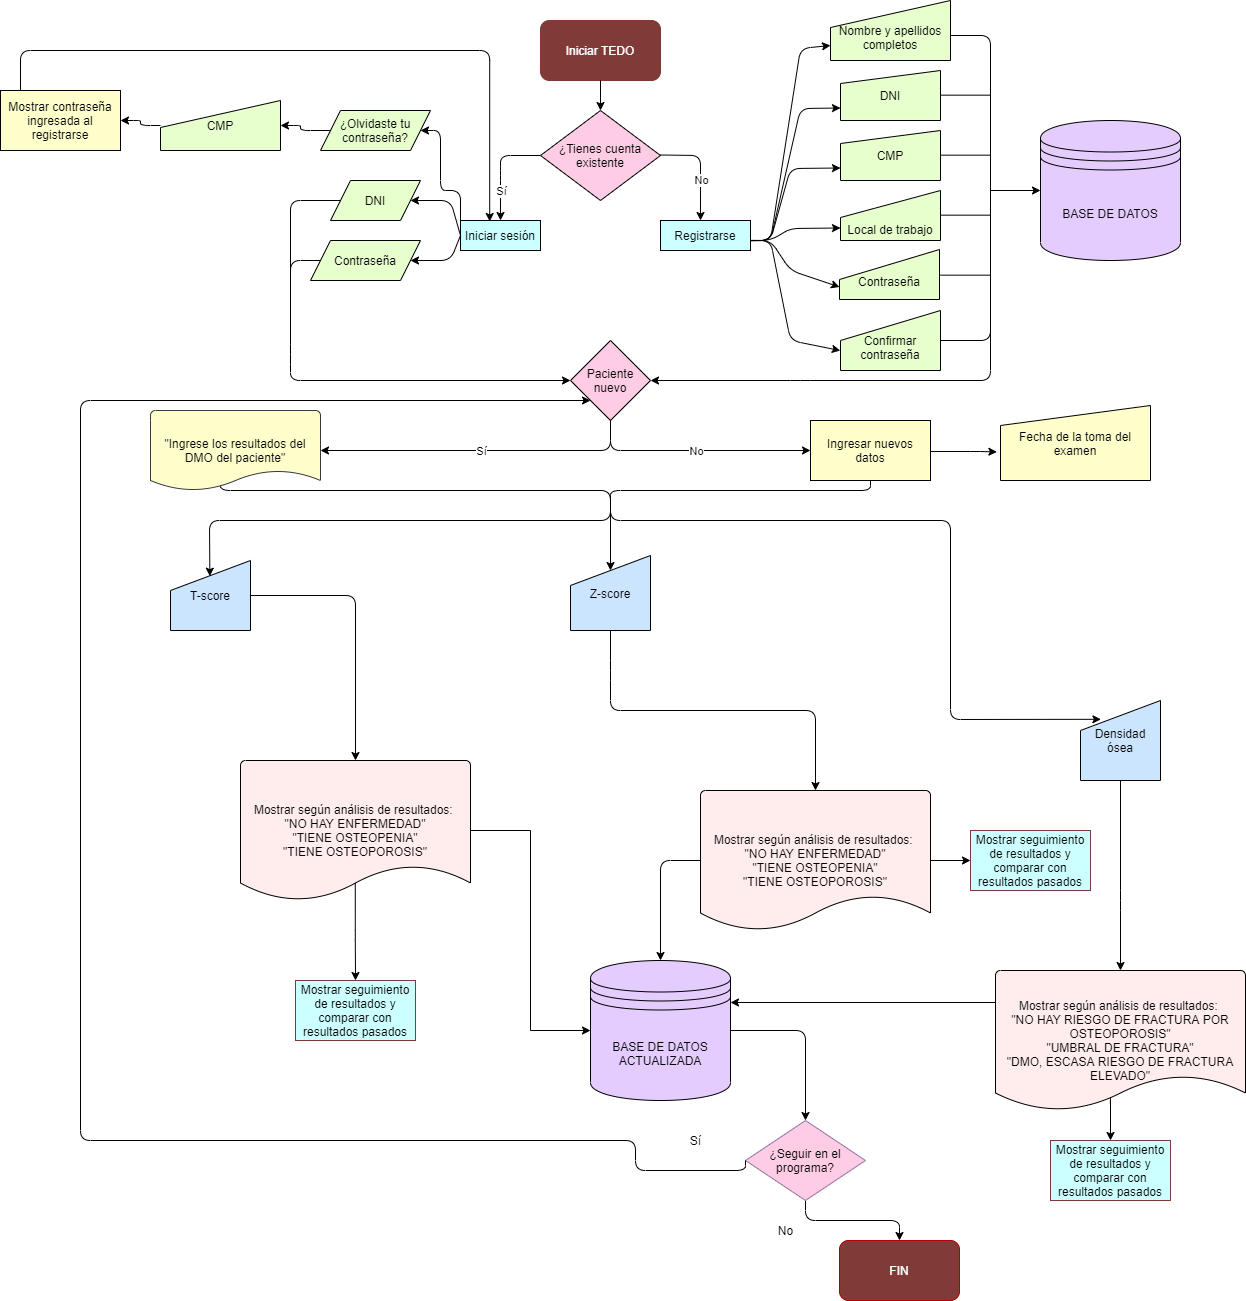 Iniciar TEDO
Nombre y apellidos
completos
DNI
CMP
Local de trabajo
Contraseña
Confirmar
contraseña
BASE DE DATOS
Mostrar contraseña
ingresada al
registrarse
CMP
¿Olvidaste tu
contraseña?
¿Tienes cuenta
existente
Sí
No
DNI
Contraseña
Iniciar sesión
Registrarse
Paciente
nuevo
Sí
No
"Ingrese los resultados del
DMO del paciente"
Ingresar nuevos
datos
Fecha de la toma del
examen
T-score
Z-score
Densidad
ósea
Mostrar según análisis de resultados:
"NO HAY ENFERMEDAD"
"TIENE OSTEOPENIA"
"TIENE OSTEOPOROSIS"
Mostrar según análisis de resultados:
"NO HAY ENFERMEDAD"
"TIENE OSTEOPENIA"
"TIENE OSTEOPOROSIS"
Mostrar seguimiento
de resultados y
comparar con
resultados pasados
Mostrar seguimiento
de resultados y
comparar con
resultados pasados
BASE DE DATOS
ACTUALIZADA
Mostrar según análisis de resultados:
"NO HAY RIESGO DE FRACTURA POR
OSTEOPOROSIS"
"UMBRAL DE FRACTURA"
"DMO, ESCASA RIESGO DE FRACTURA
ELEVADO"
Mostrar seguimiento
de resultados y
comparar con
resultados pasados
Sí
¿Seguir en el
programa?
No
FIN